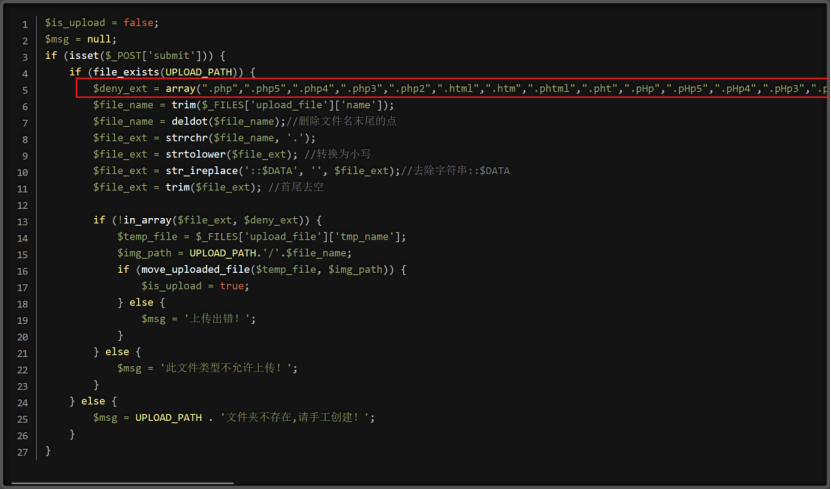 1 $is_upload = false;
2 $msg = null;
3 if (isset($_POST['submit'])) {
4 if (file_exists(UPLOAD_PATH)) {
5 $deny_ext = array(".php",".php5",".php4",".php3",".php2",".html",".htm",".phtml",".pht",".pHp",".pHp5",".pHp4",".pHp3",".p
6 $file_name = trim($_FILES['upload_file']['name']);
7 $file_name = deldot($file_name);//删除文件名末尾的点
8 $file_ext = strrchr($file_name, '.');
9 $file_ext = strtolower($file_ext); //转换为小写
10 $file_ext = str_ireplace('::$DATA', '', $file_ext);//去除字符串::$DATA
11 $file_ext = trim($file_ext); //首尾去空
12
13 if (!in_array($file_ext, $deny_ext)) {
14 $temp_file = $_FILES['upload_file']['tmp_name'];
15 $img_path = UPLOAD_PATH.'/'.$file_name;
16 if (move_uploaded_file($temp_file, $img_path)) {
17 $is_upload = true;
18 } else {
19 $msg = '上传出错！';
20 }
21 } else {
22 $msg = '此文件类型不允许上传！';
23 }
24 } else {
25 $msg = UPLOAD_PATH . '文件夹不存在,请手工创建！';
26 }
27 }